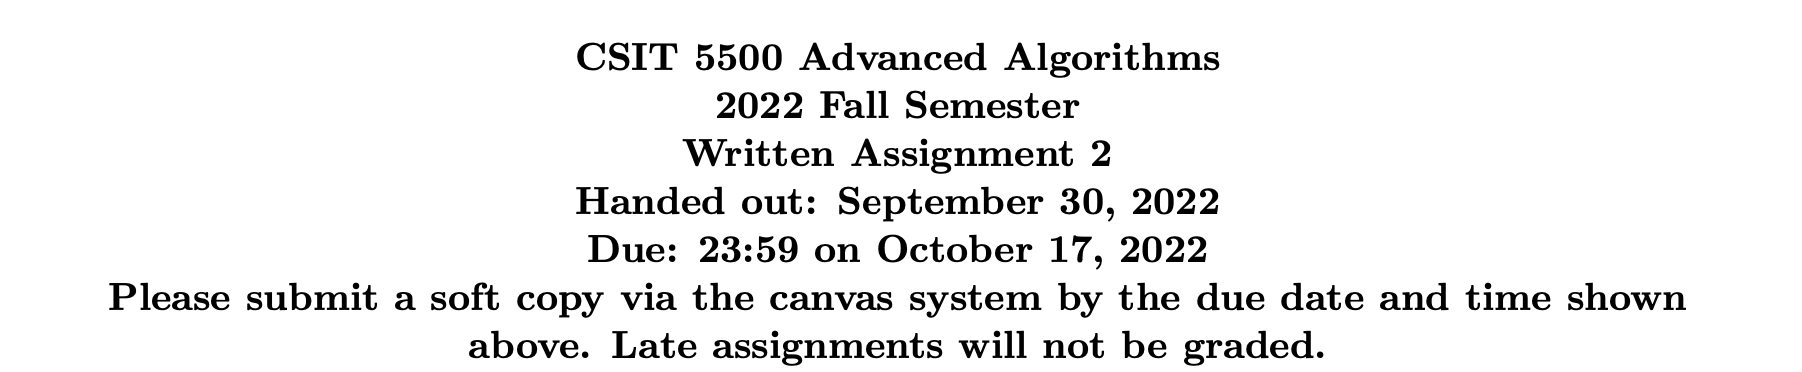 CSIT 5500 Advanced Algorithms
2022 Fall Semester
Written Assignment 2
Handed out: September 30, 2022
Due: 23:59 on October 17, 2022
Please submit a soft copy via the canvas system by the due date and time shown
above. Late assignments will not be graded.